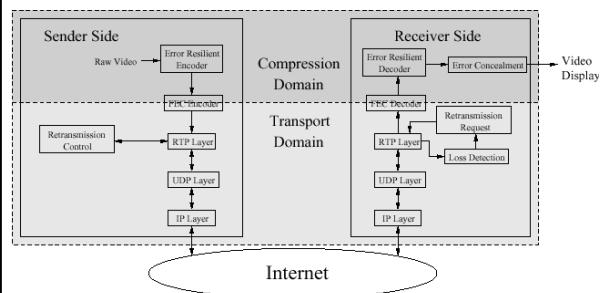 Sender Side
Raw Video
Error Resilient
Encoder
FEC Encoder
Retransmission
Control
RTP Layer
UDP Layer
IP Layer
Compression
Domain
Transport
Domain
Receiver Side
Error Resilient
Decoder
Error Concealment
Video
Display
FEC Decoder
Retransmission
Request
RTP Layer
Loss Detection
UDP Layer
IP Layer
Internet